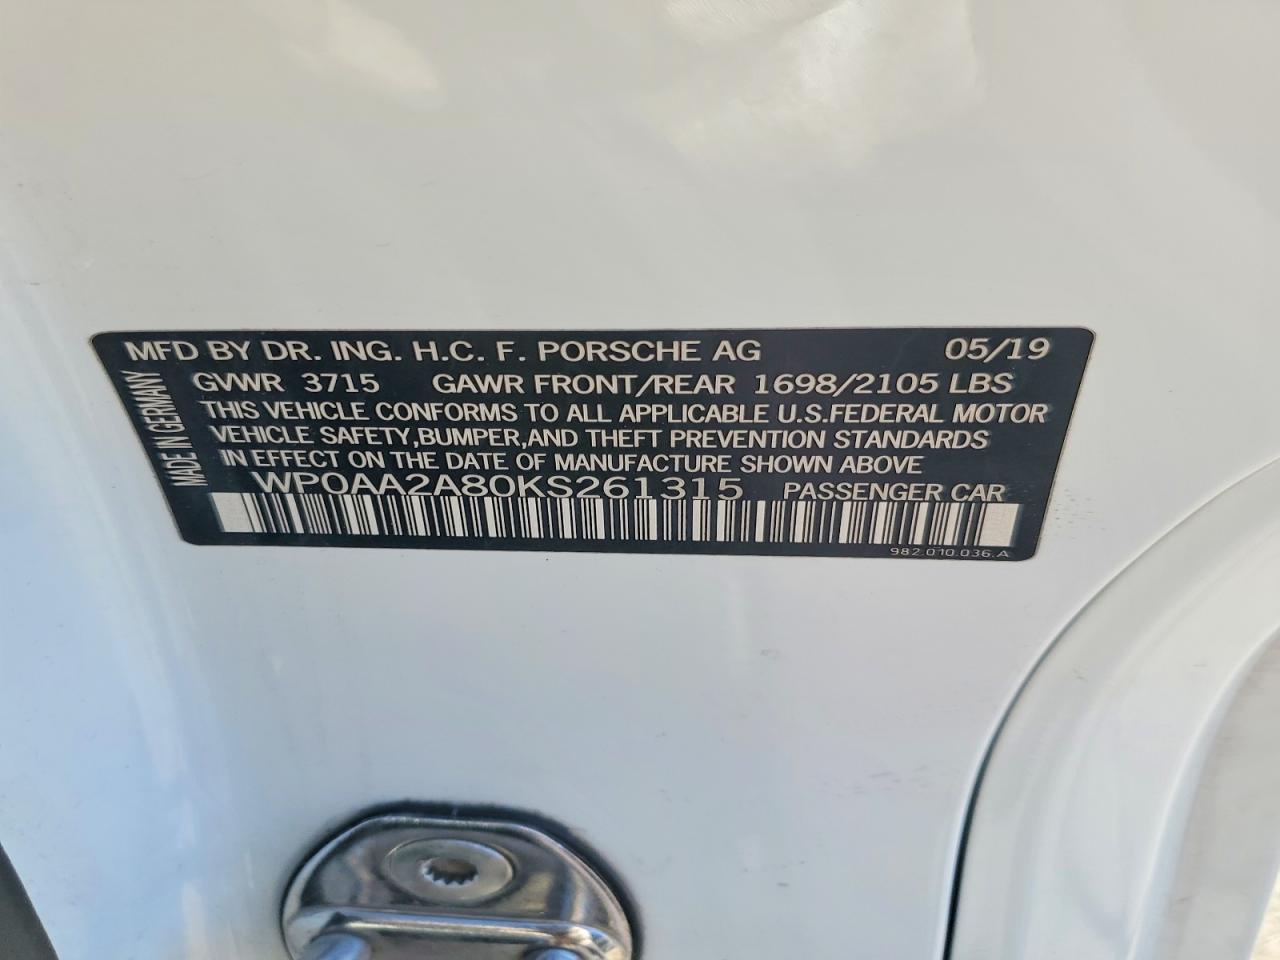 MFD BY DR. ING. H.C. F. PORSCHE AG 05/19
GVWR 3715 GAWR FRONT/REAR 1698/2105 LBS
THIS VEHICLE CONFORMS TO ALL APPLICABLE U.S.FEDERAL MOTOR
VEHICLE SAFETY,BUMPER,AND THEFT PREVENTION STANDARDS
IN EFFECT ON THE DATE OF MANUFACTURE SHOWN ABOVE
WP0AA2A80KS261315 PASSENGER CAR
982.010.036.A
MADE IN GERMANY